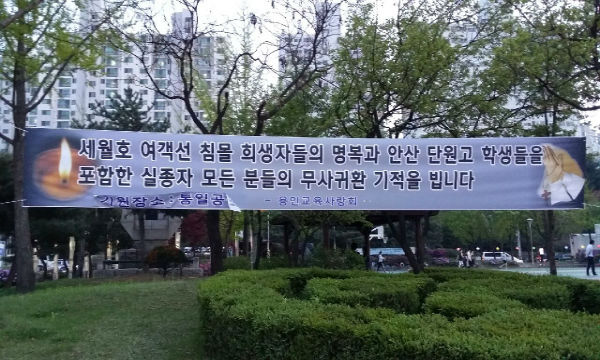 세월호 여객선 침몰 희생자들의 명복과 안산 단원고 학생들을
포함한 실종자 모든 분들의 무사귀환 기적을 빕니다
기원장소 : 통일공
- 용인교육사랑회 -